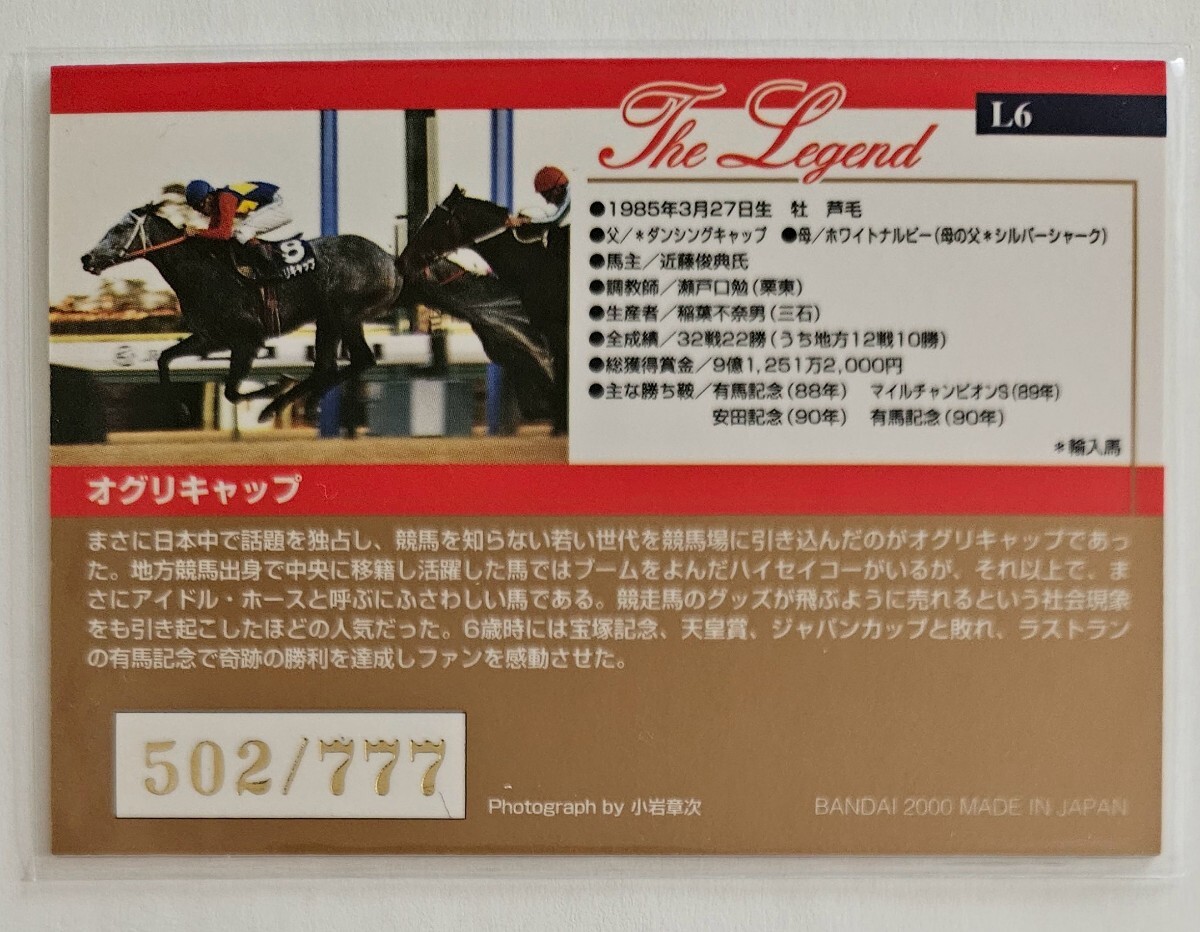 The Legend
L6
●1985年3月27日生　牡　芦毛
●父／＊ダンシングキャップ　●母／ホワイトナルビー（母の父＊シルバーシャーク）
●馬主／近藤俊典氏
●調教師／瀬戸口勉（栗東）
●生産者／稲葉不奈男（三石）
●全成績／32戦22勝（うち地方12戦10勝）
●総獲得賞金／9億1,251万2,000円
●主な勝ち鞍／有馬記念（88年）　マイルチャンピオンS（89年）
安田記念（90年）　有馬記念（90年）
＊輸入馬
8
リキャップ
オグリキャップ
まさに日本中で話題を独占し、競馬を知らない若い世代を競馬場に引き込んだのがオグリキャップであっ
た。地方競馬出身で中央に移籍し活躍した馬ではブームをよんだハイセイコーがいるが、それ以上で、ま
さにアイドル・ホースと呼ぶにふさわしい馬である。競走馬のグッズが飛ぶように売れるという社会現象
をも引き起こしたほどの人気だった。6歳時には宝塚記念、天皇賞、ジャパンカップと敗れ、ラストラン
の有馬記念で奇跡の勝利を達成しファンを感動させた。
502/777
Photograph by 小岩章次
BANDAI 2000 MADE IN JAPAN